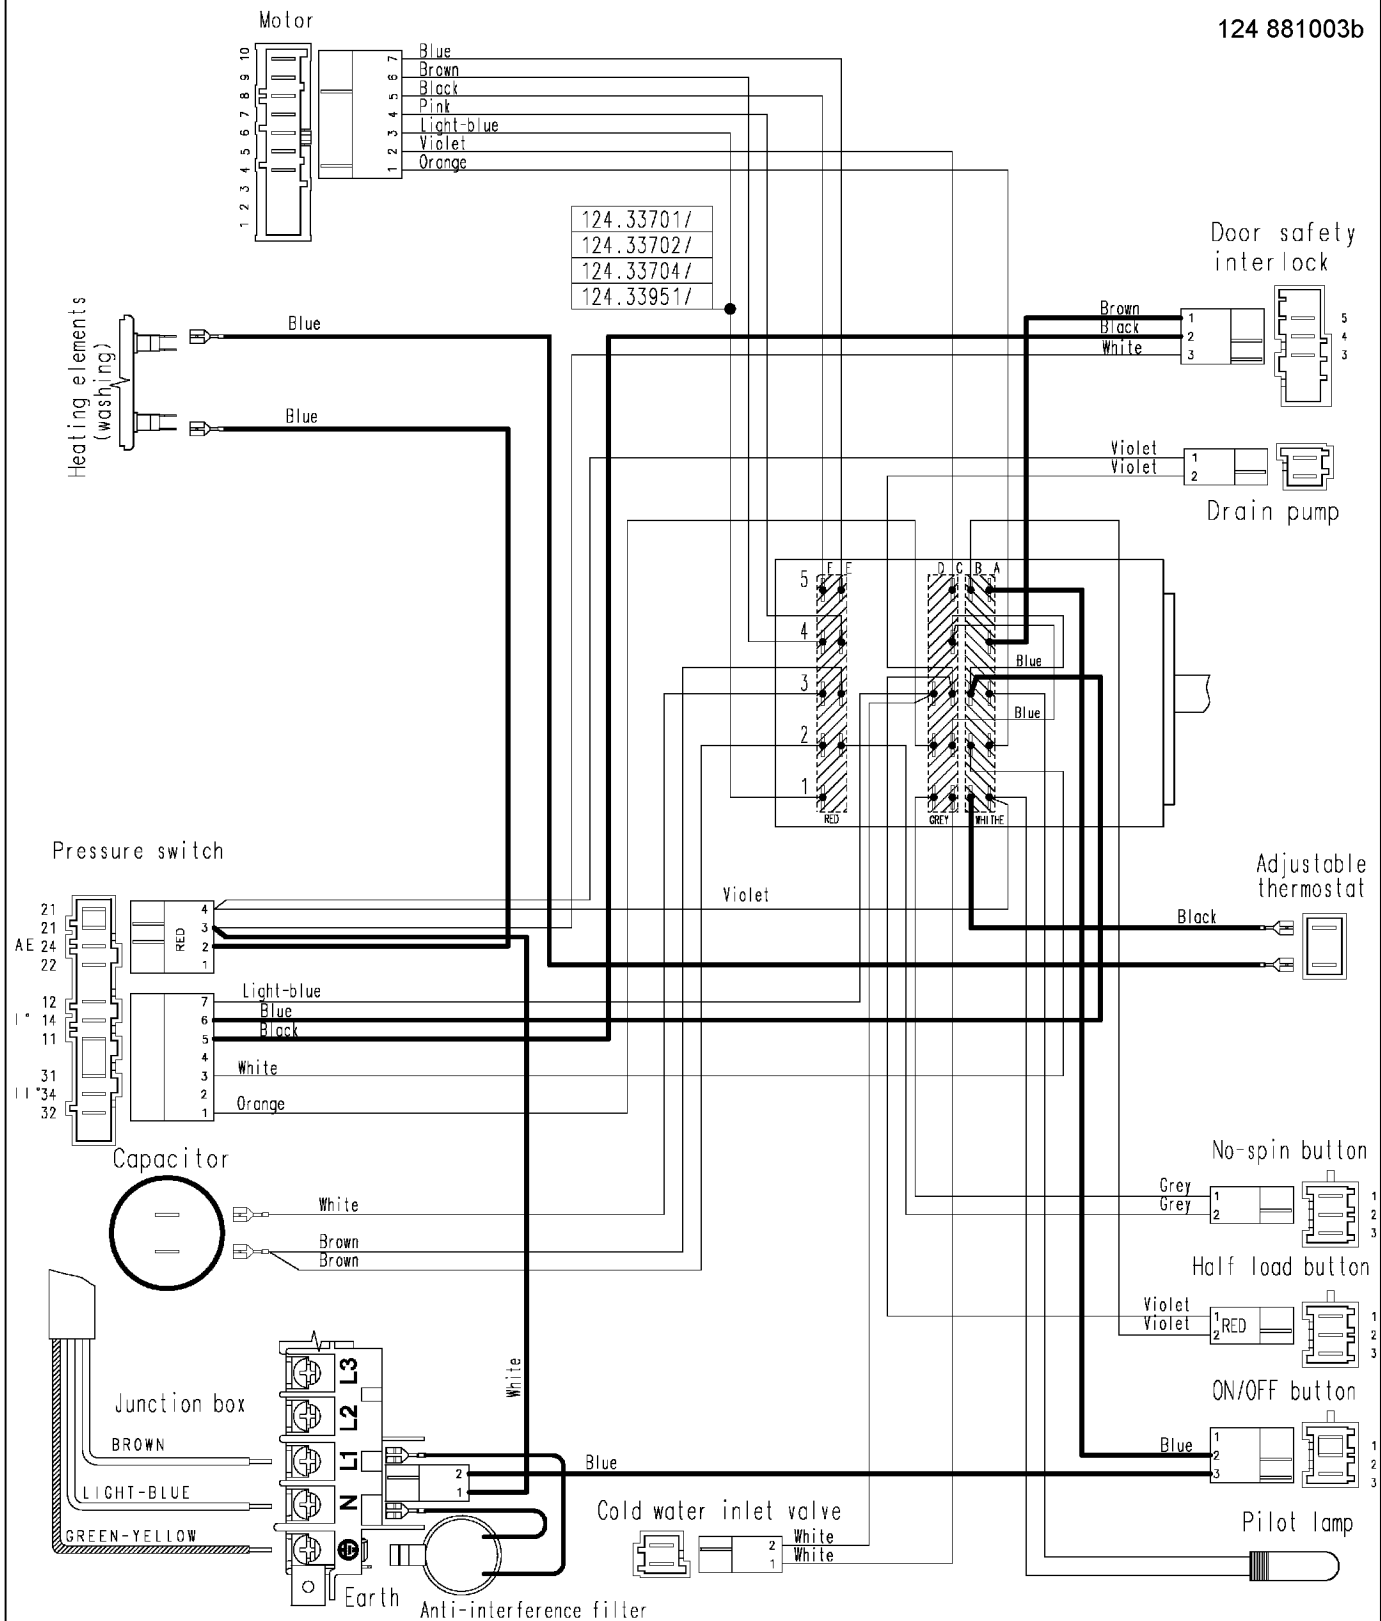 Motor
124 881003b
10
9
8
7
6
5
4
3
2
1
7
6
5
4
3
2
1
Blue
Brown
Black
Pink
Light-blue
Violet
Orange
124.33701/
124.33702/
124.33704/
124.33951/
Door safety
interlock
Brown
Black
White
1
2
3
5
4
3
Heating elements
(washing)
Blue
Blue
Violet
Violet
1
2
Drain pump
F E D C B A
5
4
3
2
1
Blue
Blue
RED
GREY
WHITHE
Pressure switch
21
21
AE 24
22
12
I° 14
11
31
II°34
32
RED
4
3
2
1
7
6
5
4
3
2
1
Violet
Light-blue
Blue
Black
White
Orange
Adjustable
thermostat
Black
Capacitor
White
Brown
Brown
No-spin button
Grey
Grey
1
2
1
2
3
Half load button
Violet
Violet
1
2
RED
1
2
3
ON/OFF button
Blue
1
2
3
1
2
3
Junction box
BROWN
LIGHT-BLUE
GREEN-YELLOW
L3
L2
L1
N
2
1
White
Blue
Earth
Anti-interference filter
Cold water inlet valve
2
1
White
White
Pilot lamp